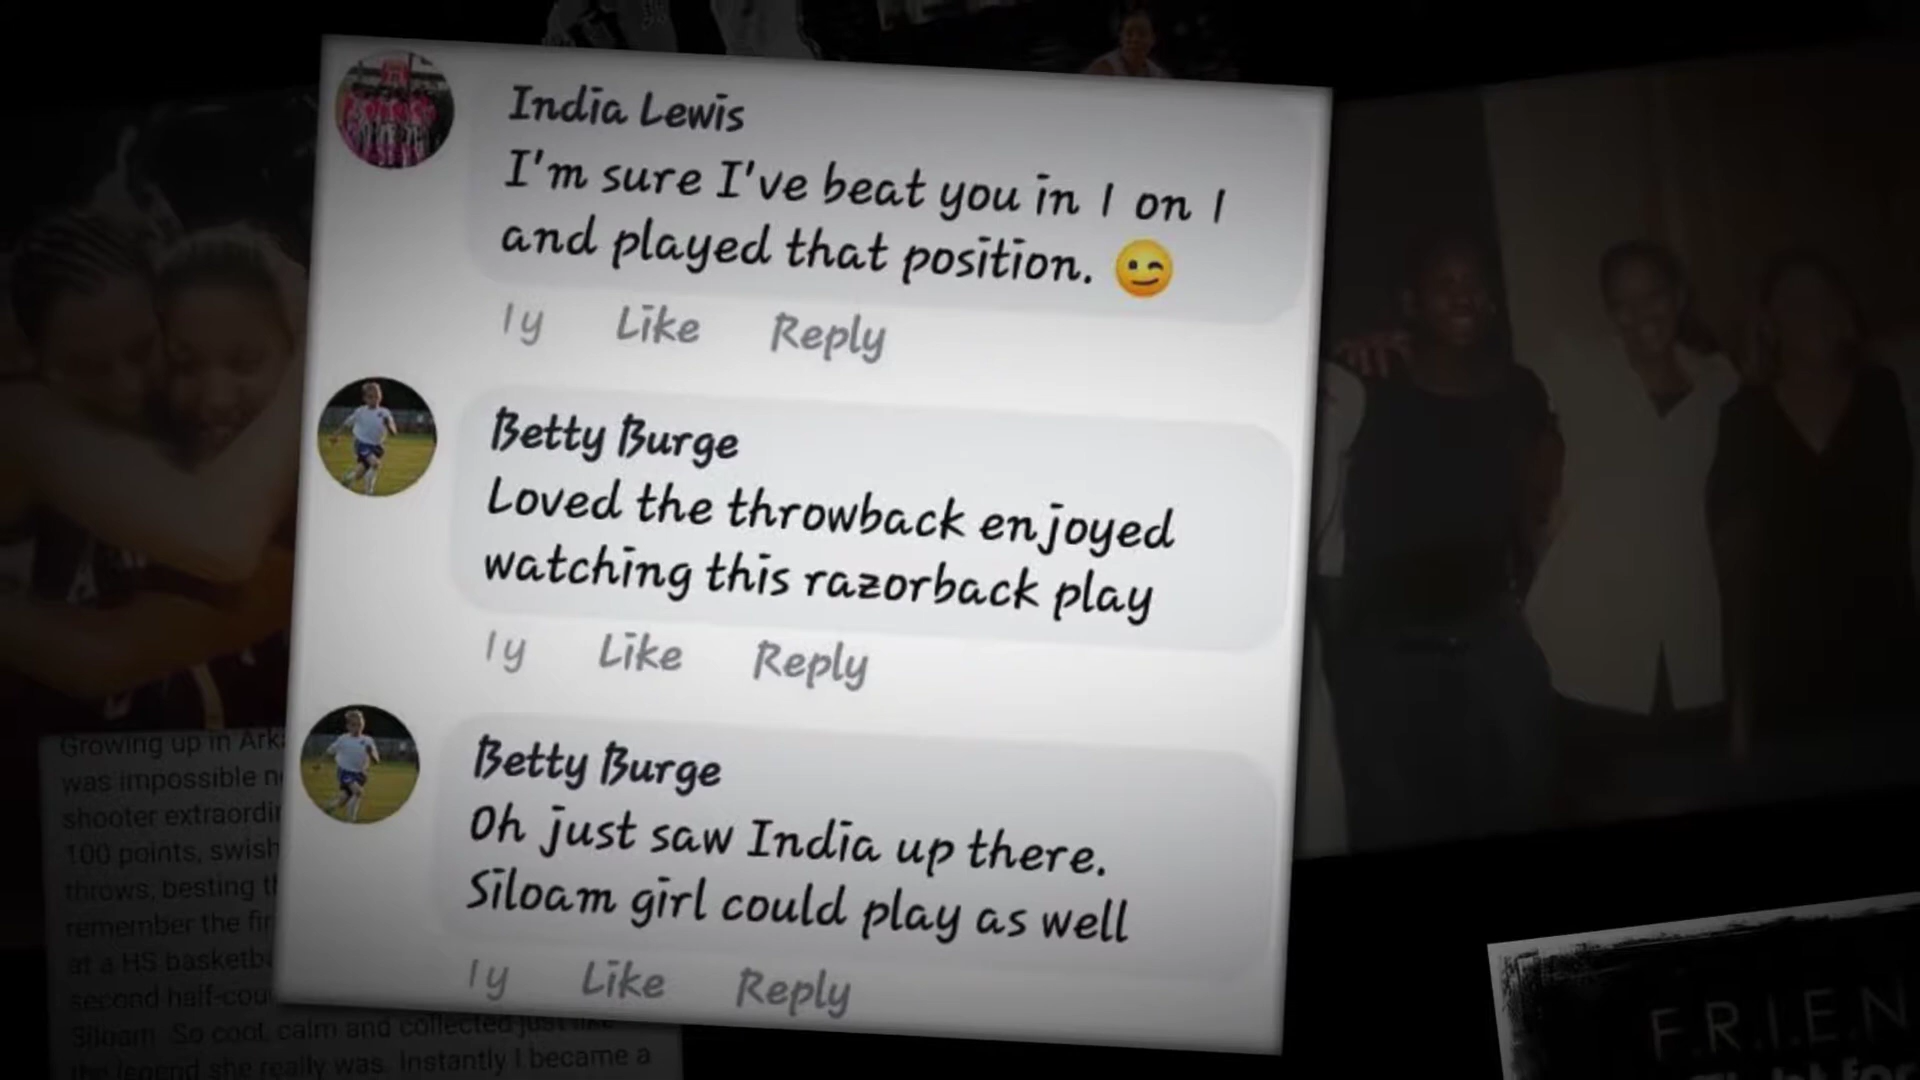 India Lewis
I'm sure I've beat you in 1 on 1
and played that position. 😉
1y Like Reply
Betty Burge
Loved the throwback enjoyed
watching this razorback play
1y Like Reply
Betty Burge
Oh just saw India up there.
Siloam girl could play as well
1y Like Reply
Growing up in Ark
was impossible n
shooter extraordin
100 points, swish
throws, besting th
remember the fir
at a HS basketba
second half-cou
Siloam. So cool, calm and collected just like
the legend she really was. Instantly I became a
F.R.I.E.N